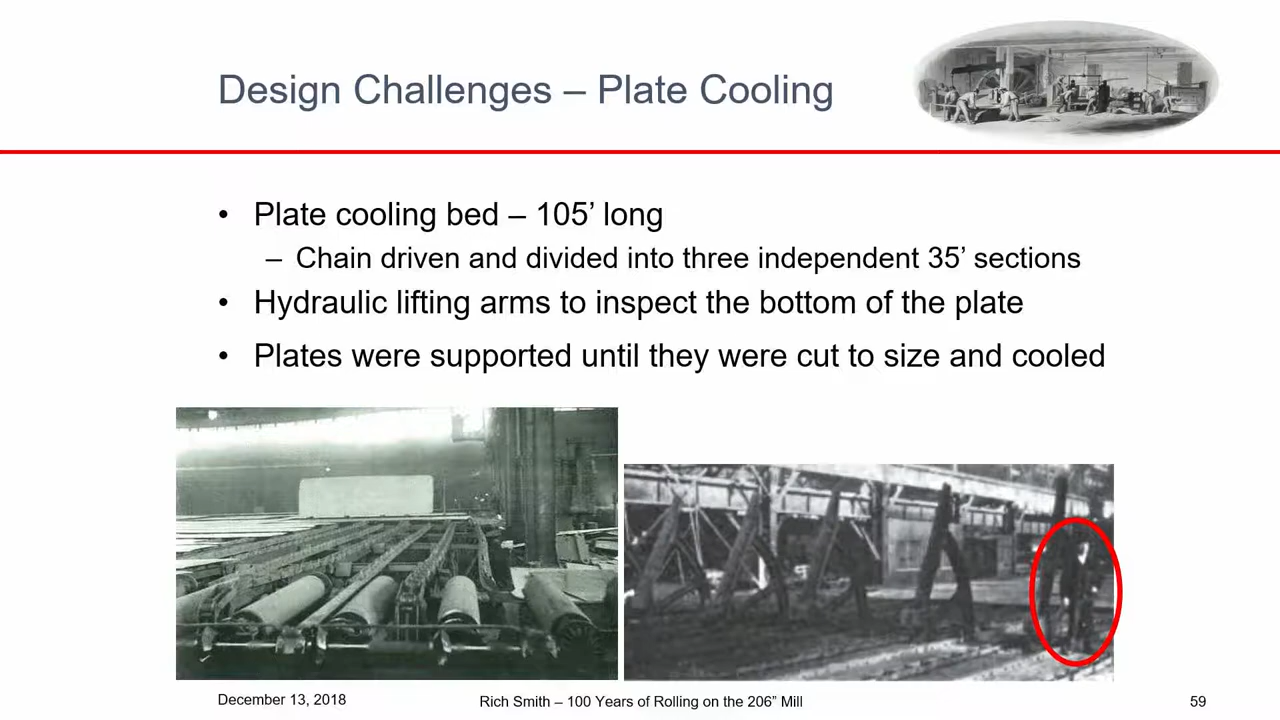 Design Challenges – Plate Cooling
• Plate cooling bed – 105’ long
– Chain driven and divided into three independent 35’ sections
• Hydraulic lifting arms to inspect the bottom of the plate
• Plates were supported until they were cut to size and cooled
December 13, 2018
Rich Smith – 100 Years of Rolling on the 206” Mill
59